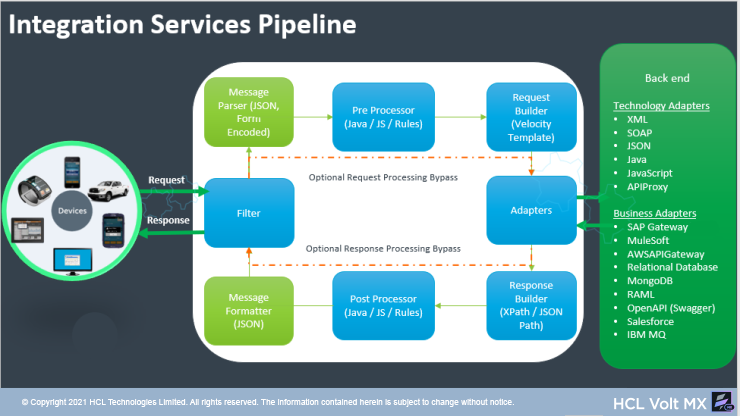 Integration Services Pipeline
Message
Parser (JSON,
Form
Encoded)
Pre Processor
(Java / JS / Rules)
Request
Builder
(Velocity
Template)
Back end
Technology Adapters
• XML
• SOAP
• JSON
• Java
• JavaScript
• APIProxy
Business Adapters
• SAP Gateway
• MuleSoft
• AWSAPIGateway
• Relational Database
• MongoDB
• RAML
• OpenAPI (Swagger)
• Salesforce
• IBM MQ
Optional Request Processing Bypass
Devices
Request
Response
Filter
Adapters
Optional Response Processing Bypass
Message
Formatter
(JSON)
Post Processor
(Java / JS / Rules)
Response
Builder
(XPath / JSON
Path)
© Copyright 2021 HCL Technologies Limited. All rights reserved. The information contained herein is subject to change without notice.
HCL Volt MX